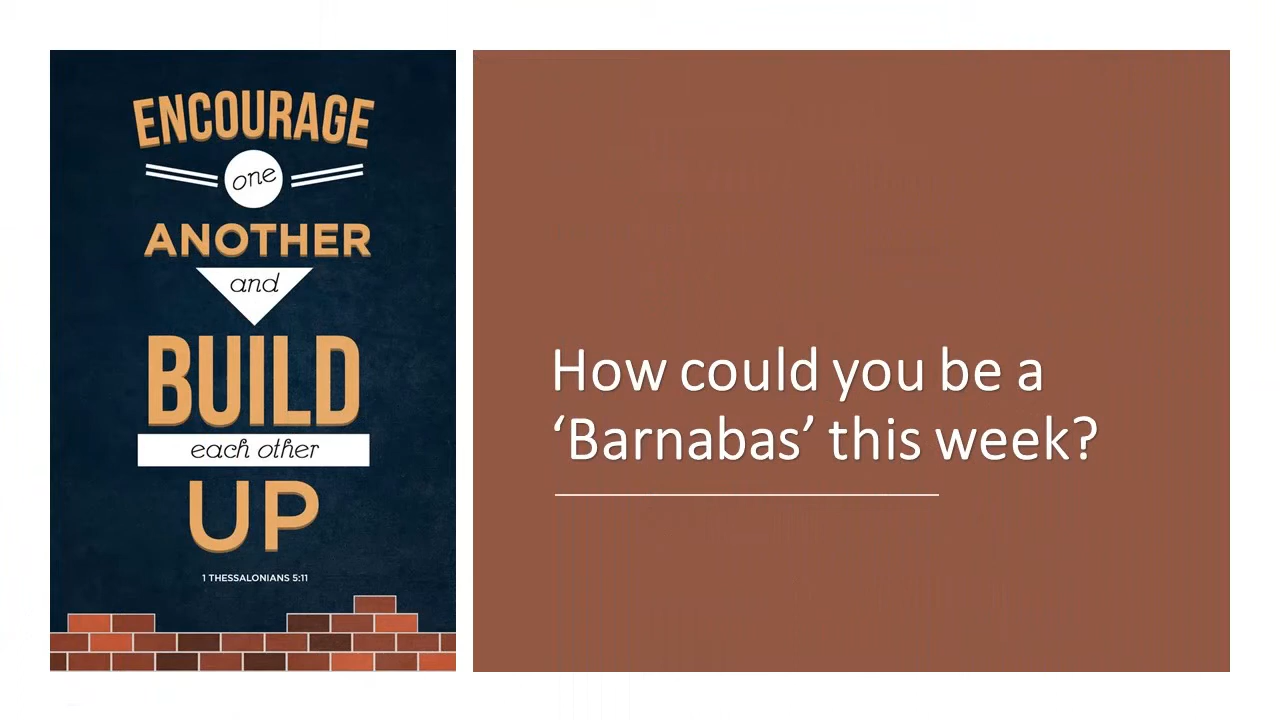 ENCOURAGE
one
ANOTHER
and
BUILD
each other
UP
1 THESSALONIANS 5:11
How could you be a
‘Barnabas’ this week?